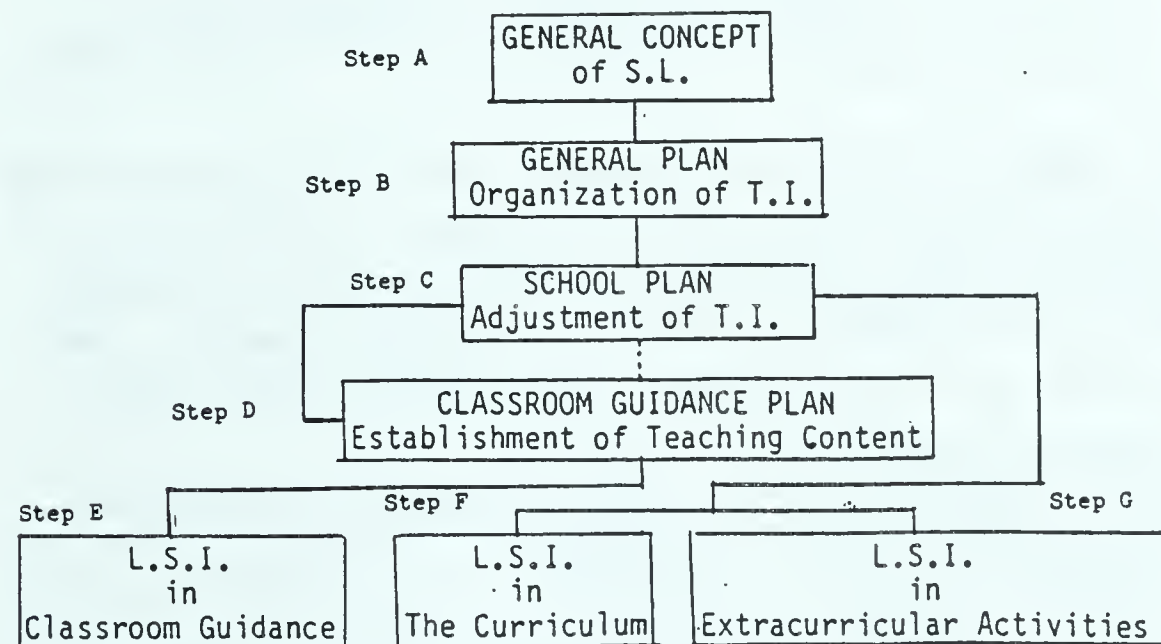 Step A
GENERAL CONCEPT
of S.L.
Step B
GENERAL PLAN
Organization of T.I.
Step C
SCHOOL PLAN
Adjustment of T.I.
Step D
CLASSROOM GUIDANCE PLAN
Establishment of Teaching Content
Step E
L.S.I.
in
Classroom Guidance
Step F
L.S.I.
in
The Curriculum
Step G
L.S.I.
in
Extracurricular Activities